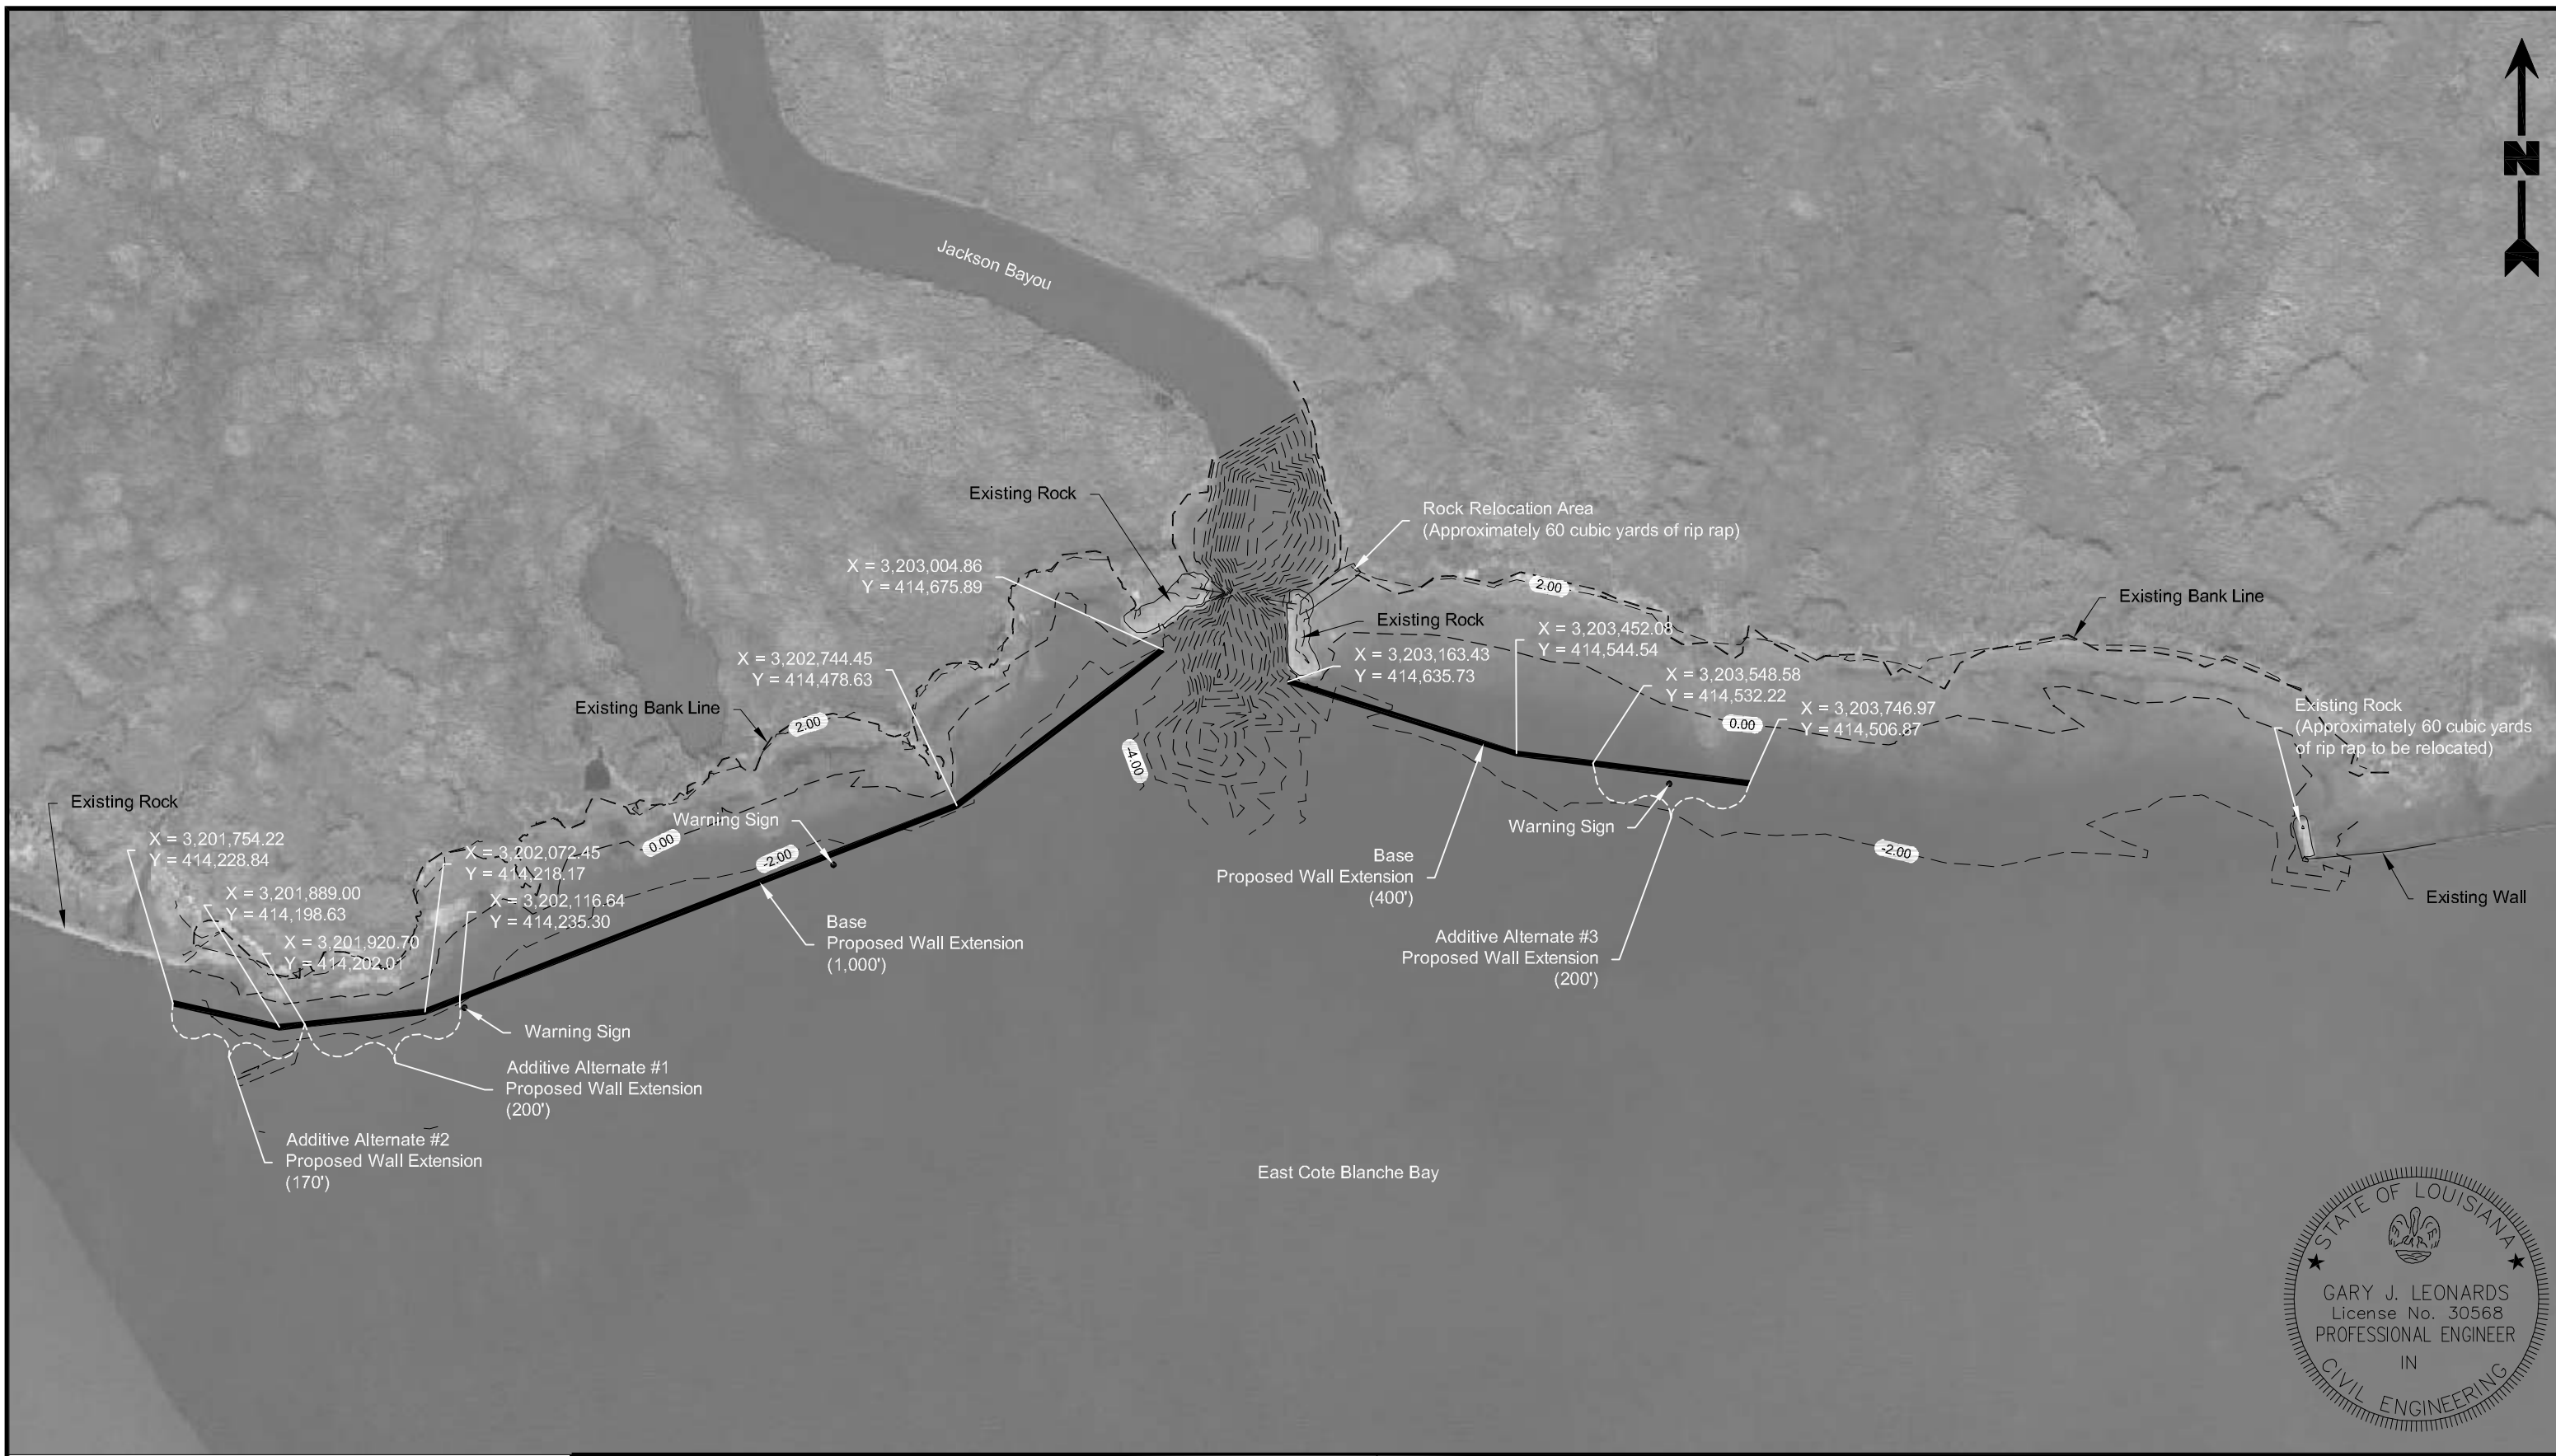 N
Jackson Bayou
Existing Rock
Rock Relocation Area
(Approximately 60 cubic yards of rip rap)
X = 3,203,004.86
Y = 414,675.89
2.00
Existing Bank Line
Existing Rock
X = 3,203,452.08
Y = 414,544.54
X = 3,203,163.43
Y = 414,635.73
X = 3,202,744.45
Y = 414,478.63
X = 3,203,548.58
Y = 414,532.22
X = 3,203,746.97
Y = 414,506.87
0.00
Existing Rock
(Approximately 60 cubic yards
of rip rap to be relocated)
Existing Bank Line
2.00
-4.00
Existing Rock
X = 3,201,754.22
Y = 414,228.84
X = 3,202,072.45
Y = 414,218.17
0.00
Warning Sign
-2.00
Warning Sign
-2.00
X = 3,201,889.00
Y = 414,198.63
X = 3,202,116.64
Y = 414,235.30
X = 3,201,920.70
Y = 414,202.01
Base
Proposed Wall Extension
(1,000')
Base
Proposed Wall Extension
(400')
Existing Wall
Additive Alternate #3
Proposed Wall Extension
(200')
Warning Sign
Additive Alternate #1
Proposed Wall Extension
(200')
Additive Alternate #2
Proposed Wall Extension
(170')
East Cote Blanche Bay
STATE OF LOUISIANA
GARY J. LEONARDS
License No. 30568
PROFESSIONAL ENGINEER
IN
CIVIL ENGINEERING